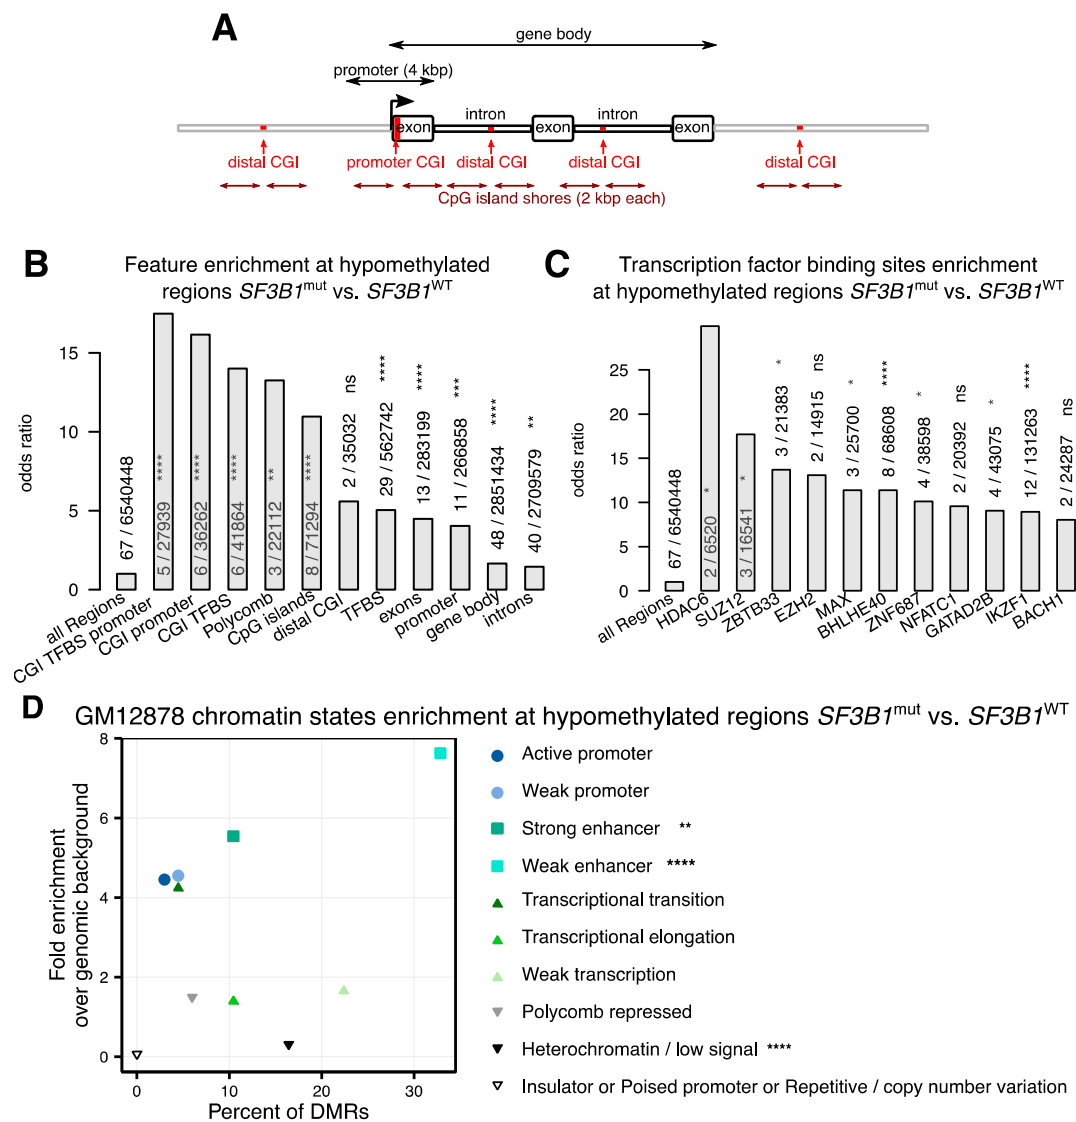 A
gene body
promoter (4 kbp)
intron intron
exon exon exon
distal CGI promoter CGI distal CGI distal CGI distal CGI
CpG island shores (2 kbp each)
B
Feature enrichment at hypomethylated
regions SF3B1mut vs. SF3B1WT
odds ratio
15
10
5
0
67 / 6540448
5 / 27939 ****
6 / 36262 ****
6 / 41864 ****
3 / 22112 **
8 / 71294 ****
2 / 35032 ns
29 / 562742 ****
13 / 283199 ****
11 / 266858 ***
48 / 2851434 ****
40 / 2709579 **
all Regions
CGI TFBS promoter
CGI promoter
CGI TFBS
Polycomb
CpG islands
distal CGI
TFBS
exons
promoter
gene body
introns
C
Transcription factor binding sites enrichment
at hypomethylated regions SF3B1mut vs. SF3B1WT
odds ratio
25
20
15
10
5
0
67 / 6540448
2 / 6520 *
3 / 16541 *
3 / 21383 *
2 / 14915 ns
3 / 25700 *
8 / 68608 ****
4 / 38598 *
2 / 20392 ns
4 / 43075 *
12 / 131263 ****
2 / 24287 ns
all Regions
HDAC6
SUZ12
ZBTB33
EZH2
MAX
BHLHE40
ZNF687
NFATC1
GATAD2B
IKZF1
BACH1
D
GM12878 chromatin states enrichment at hypomethylated regions SF3B1mut vs. SF3B1WT
Fold enrichment
over genomic background
8
6
4
2
0
0 10 20 30
Percent of DMRs
Active promoter
Weak promoter
Strong enhancer **
Weak enhancer ****
Transcriptional transition
Transcriptional elongation
Weak transcription
Polycomb repressed
Heterochromatin / low signal ****
Insulator or Poised promoter or Repetitive / copy number variation